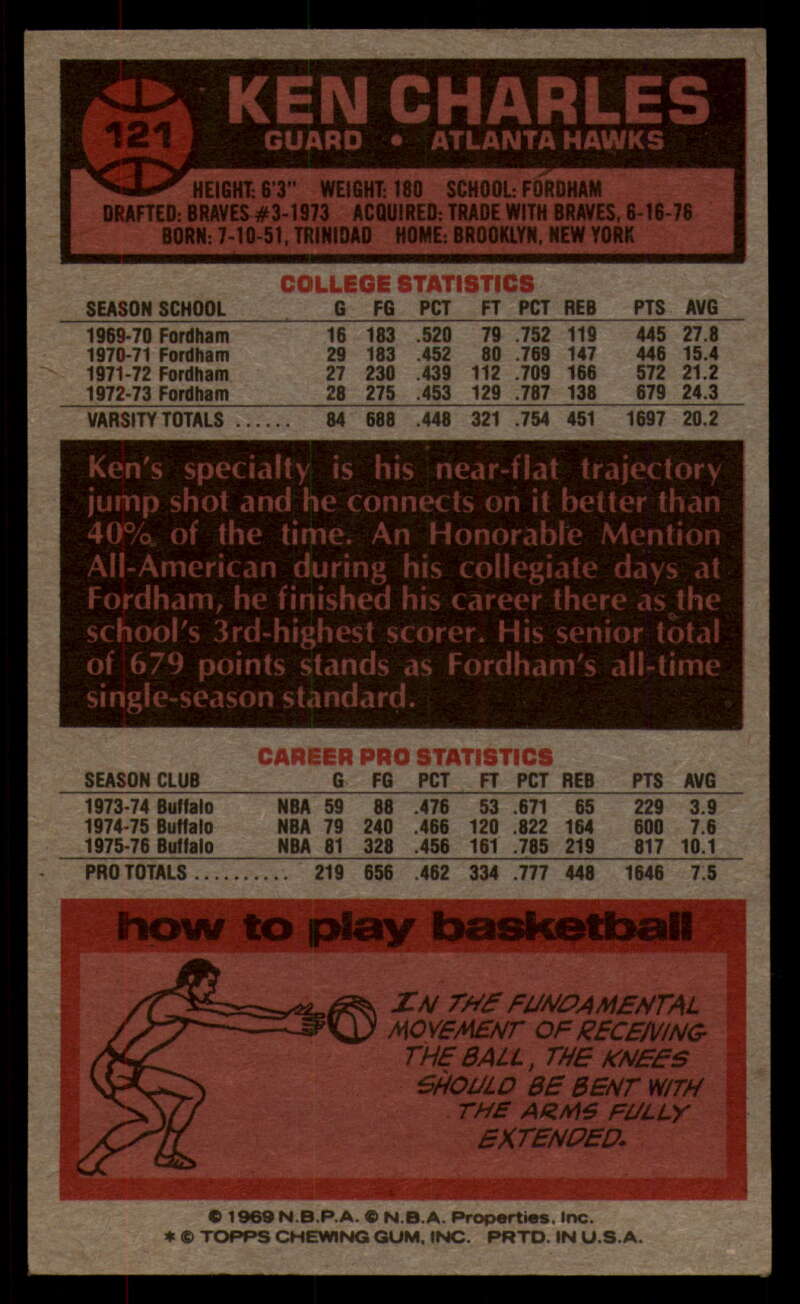 121
KEN CHARLES
GUARD • ATLANTA HAWKS
HEIGHT: 6'3" WEIGHT: 180 SCHOOL: FORDHAM
DRAFTED: BRAVES #3-1973 ACQUIRED: TRADE WITH BRAVES, 6-16-76
BORN: 7-10-51, TRINIDAD HOME: BROOKLYN, NEW YORK
COLLEGE STATISTICS
SEASON SCHOOL G FG PCT FT PCT REB PTS AVG
1969-70 Fordham 16 183 .520 79 .752 119 445 27.8
1970-71 Fordham 29 183 .452 80 .769 147 446 15.4
1971-72 Fordham 27 230 .439 112 .709 166 572 21.2
1972-73 Fordham 28 275 .453 129 .787 138 679 24.3
VARSITY TOTALS ...... 84 688 .448 321 .754 451 1697 20.2
Ken's specialty is his near-flat trajectory
jump shot and he connects on it better than
40% of the time. An Honorable Mention
All-American during his collegiate days at
Fordham, he finished his career there as the
school's 3rd-highest scorer. His senior total
of 679 points stands as Fordham's all-time
single-season standard.
CAREER PRO STATISTICS
SEASON CLUB G FG PCT FT PCT REB PTS AVG
1973-74 Buffalo NBA 59 88 .476 53 .671 65 229 3.9
1974-75 Buffalo NBA 79 240 .466 120 .822 164 600 7.6
1975-76 Buffalo NBA 81 328 .456 161 .785 219 817 10.1
PRO TOTALS .......... 219 656 .462 334 .777 448 1646 7.5
how to play basketball
IN THE FUNDAMENTAL
MOVEMENT OF RECEIVING
THE BALL, THE KNEES
SHOULD BE BENT WITH
THE ARMS FULLY
EXTENDED.
© 1969 N.B.P.A. © N.B.A. Properties, Inc.
* © TOPPS CHEWING GUM, INC. PRTD. IN U.S.A.